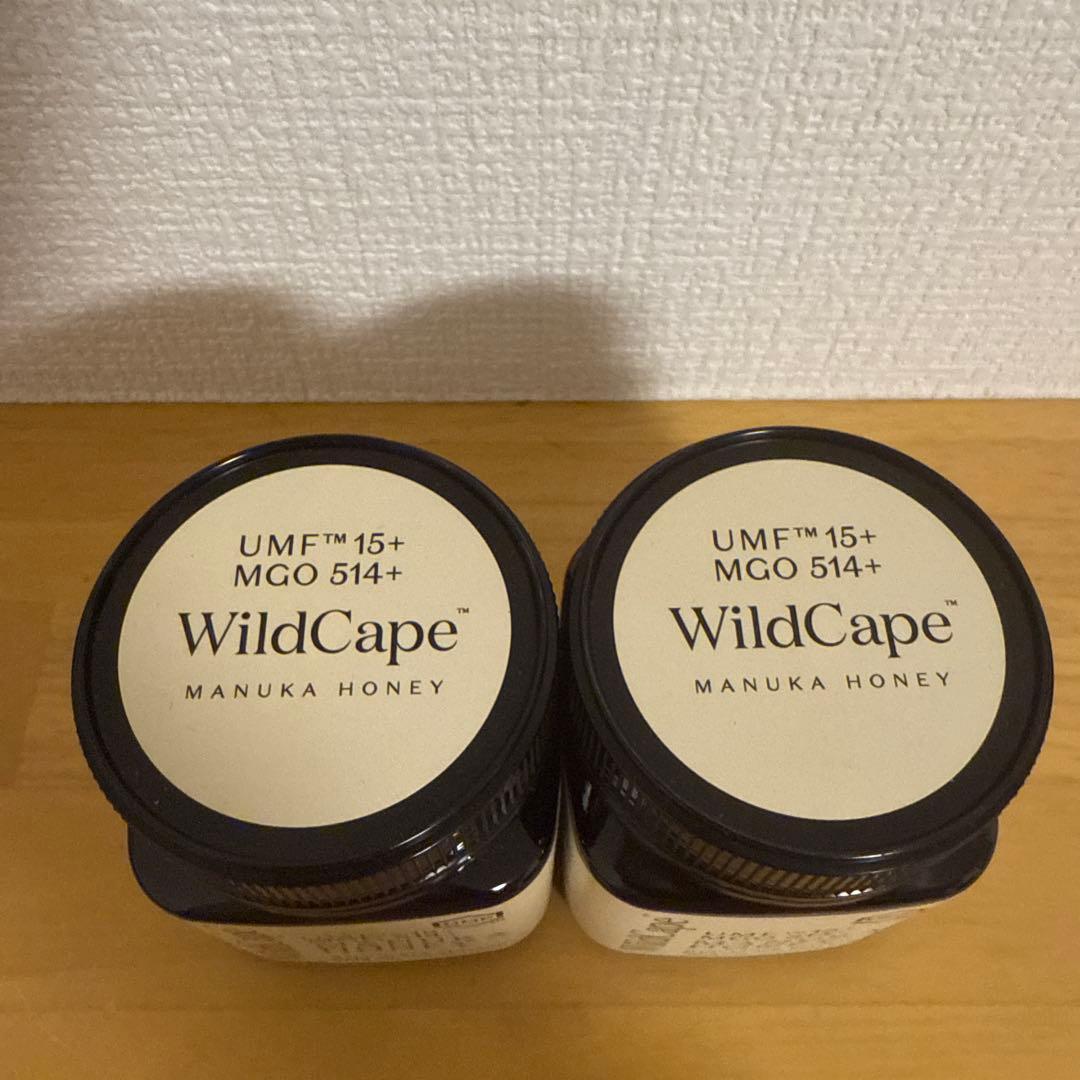 UMF™ 15+
MGO 514+
WildCape™
MANUKA HONEY
UMF™ 15+
MGO 514+
WildCape™
MANUKA HONEY